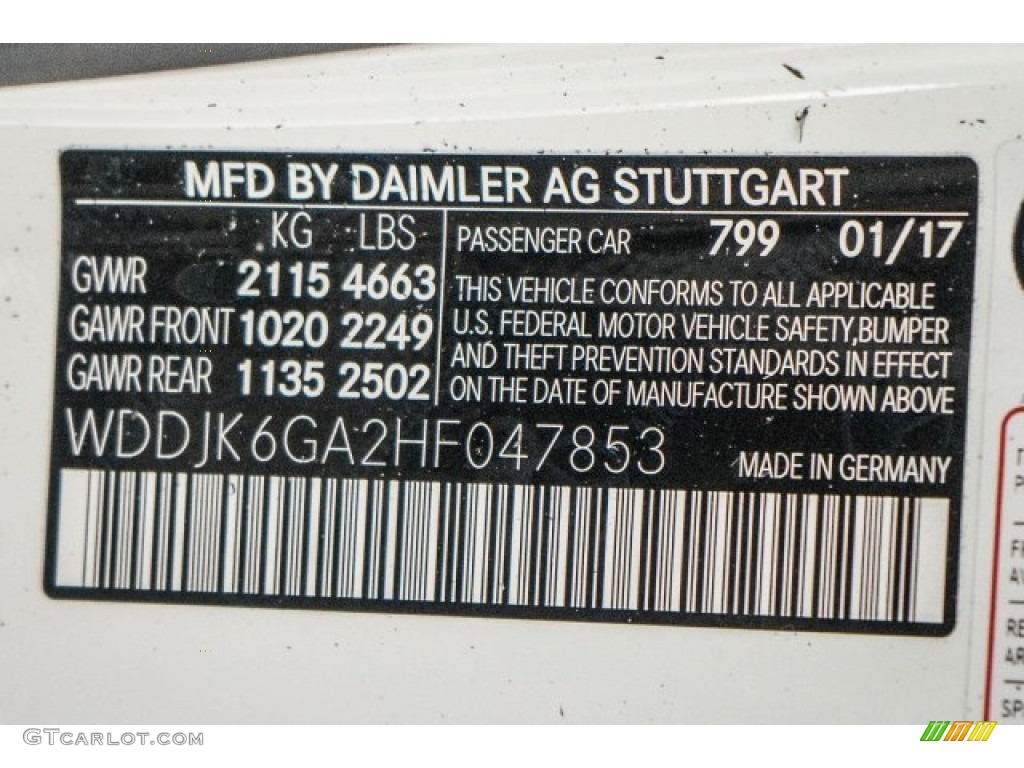 MFD BY DAIMLER AG STUTTGART
KG LBS
GVWR 2115 4663
GAWR FRONT 1020 2249
GAWR REAR 1135 2502
PASSENGER CAR 799 01/17
THIS VEHICLE CONFORMS TO ALL APPLICABLE
U.S. FEDERAL MOTOR VEHICLE SAFETY, BUMPER
AND THEFT PREVENTION STANDARDS IN EFFECT
ON THE DATE OF MANUFACTURE SHOWN ABOVE
WDDJK6GA2HF047853
MADE IN GERMANY
GTCARLOT.COM